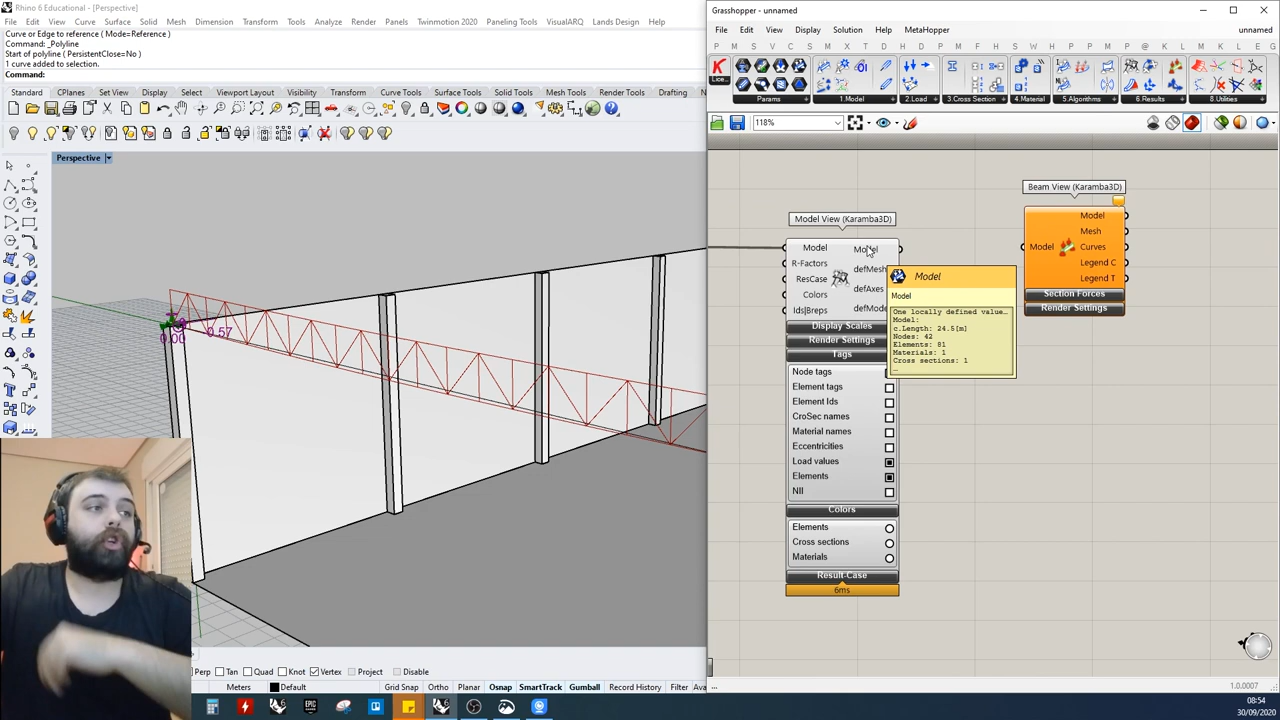 Rhino 6 Educational - [Perspective]
File Edit View Curve Surface Solid Mesh Dimension Transform Tools Analyze Render Panels Twinmotion 2020 Paneling Tools VisualARQ Lands Design Help
Curve or Edge to reference ( Mode=Reference )
Command: _Polyline
Start of polyline ( PersistentClose=No )
1 curve added to selection.
Command:
Standard CPlanes Set View Display Select Viewport Layout Visibility Transform Curve Tools Surface Tools Solid Tools Mesh Tools Render Tools Drafting
Perspective
0.00
0.57
Perp Tan Quad Knot Vertex Project Disable
Meters Default Grid Snap Ortho Planar Osnap SmartTrack Gumball Record History Filter
Grasshopper - unnamed
File Edit View Display Solution Help MetaHopper unnamed
P M S V C S M X T D K P M F K M S W M P P M E G
Lice...
Params 1.Model 2.Load 3.Cross Section 4.Material 5.Algorithms 6.Results 8.Utilities
118%
Model View (Karamba3D)
Model Model
R-Factors defMesh
ResCase defAxes
Colors defMode
Ids|Breps
Display Scales
Render Settings
Tags
Node tags
Element tags
Element Ids
CroSec names
Material names
Eccentricities
Load values
Elements
NII
Colors
Elements
Cross sections
Materials
Result-Case
6ms
Model
Model
One locally defined value…
Model:
c.Length: 24.5[m]
Nodes: 42
Elements: 81
Materials: 1
Cross sections: 1
…
Beam View (Karamba3D)
Model
Mesh
Model Curves
Legend C
Legend T
Section Forces
Render Settings
...
1.0.0007
08:54
30/09/2020